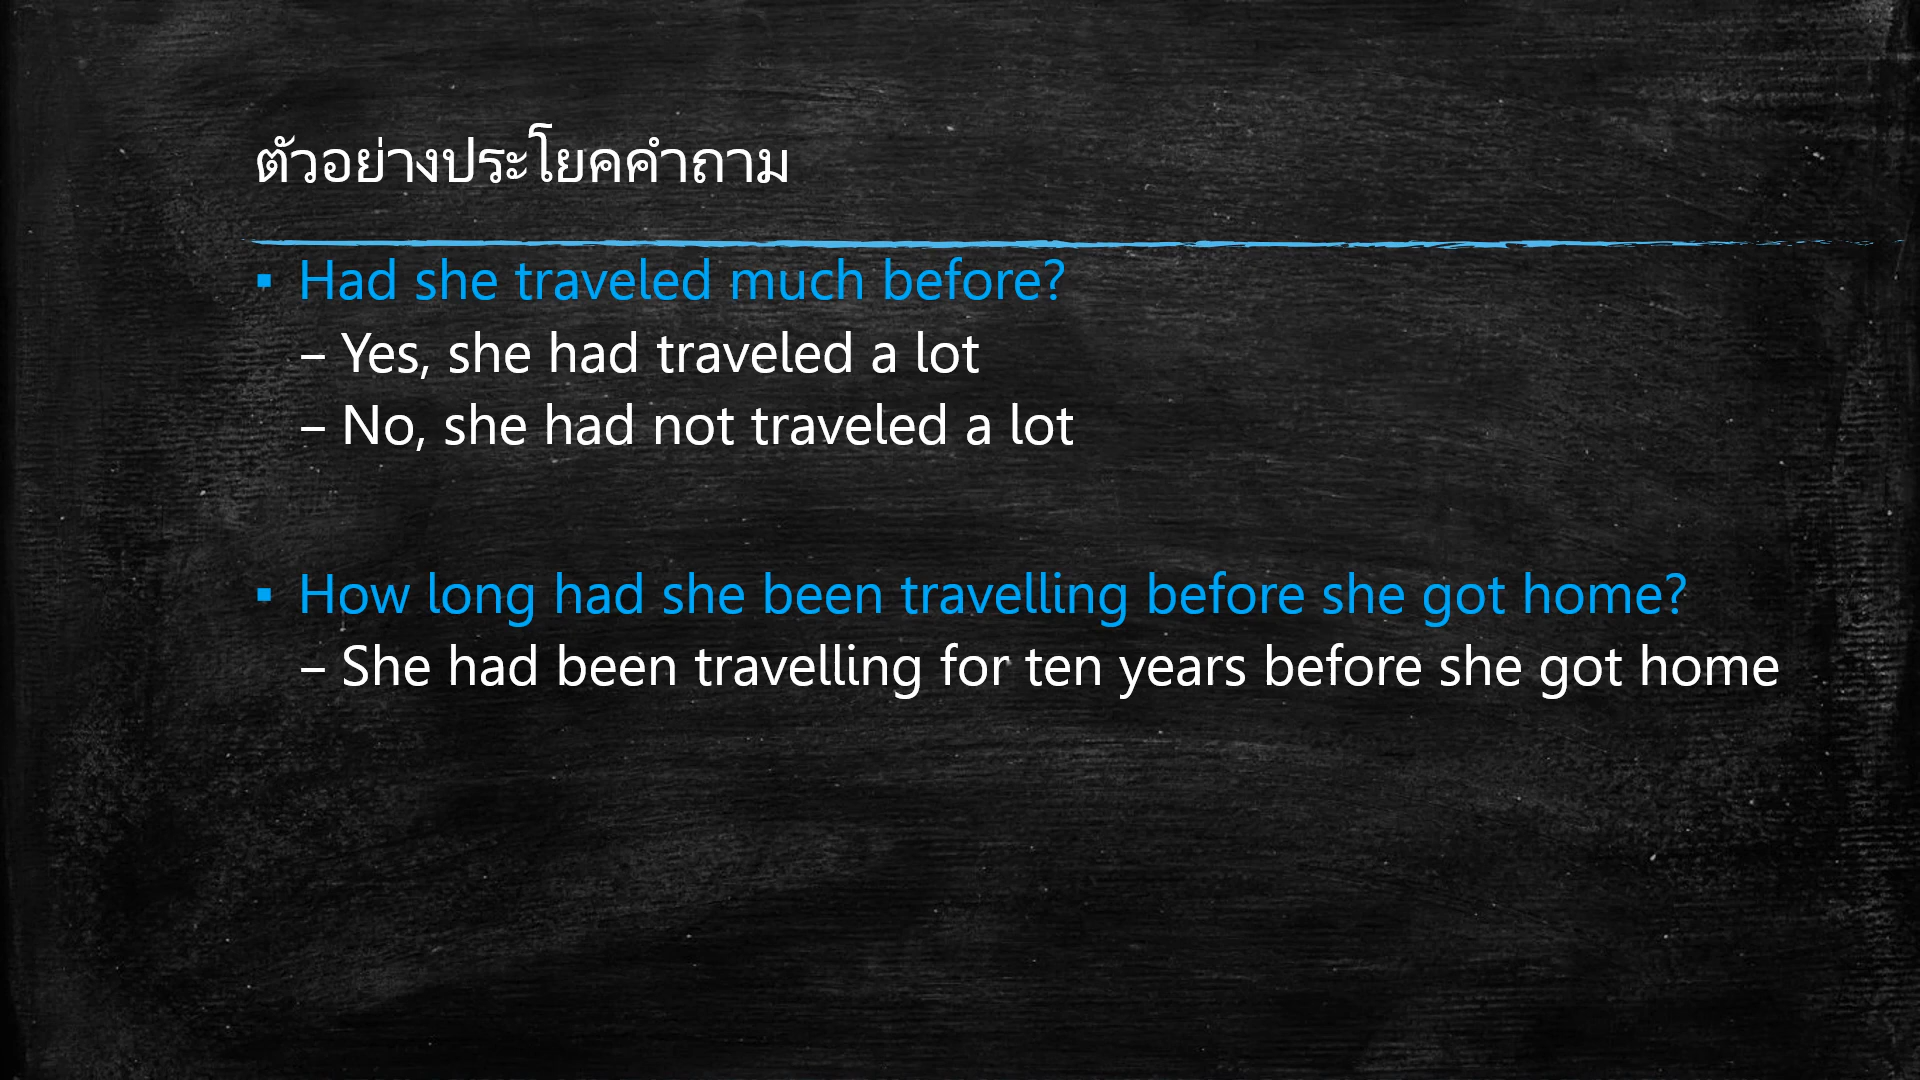 ตัวอย่างประโยคคำถาม
▪ Had she traveled much before?
– Yes, she had traveled a lot
– No, she had not traveled a lot
▪ How long had she been travelling before she got home?
– She had been travelling for ten years before she got home